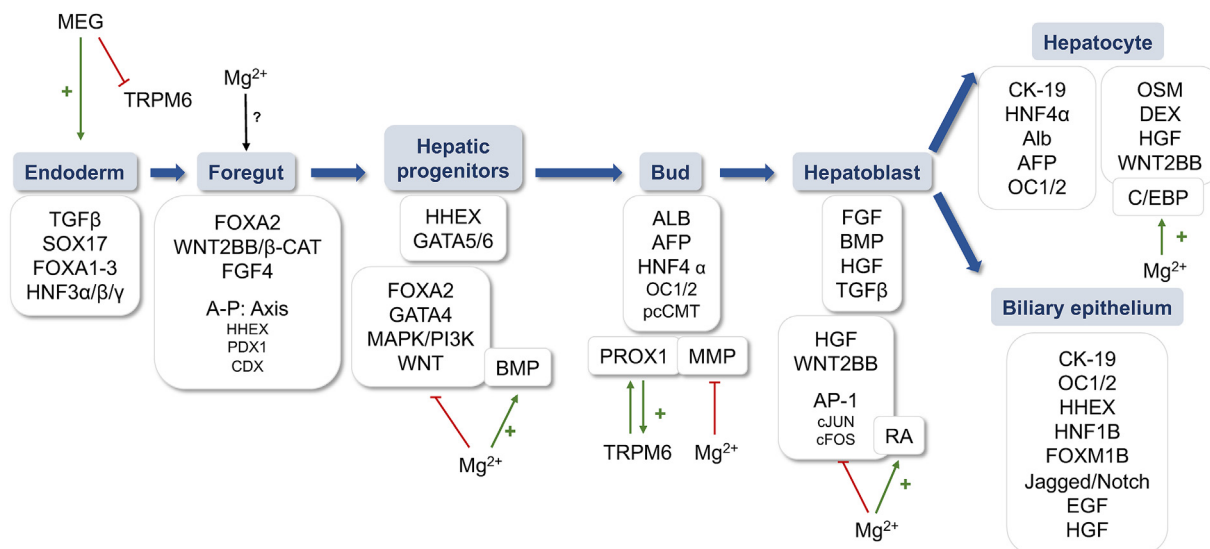 MEG
+
TRPM6
Mg2+
?
Endoderm
TGFβ
SOX17
FOXA1-3
HNF3α/β/γ
Foregut
FOXA2
WNT2BB/β-CAT
FGF4
A-P: Axis
HHEX
PDX1
CDX
Hepatic
progenitors
HHEX
GATA5/6
FOXA2
GATA4
MAPK/PI3K
WNT
BMP
+
Mg2+
Bud
ALB
AFP
HNF4 α
OC1/2
pcCMT
PROX1
MMP
+
TRPM6
Mg2+
Hepatoblast
FGF
BMP
HGF
TGFβ
HGF
WNT2BB
AP-1
cJUN
cFOS
RA
+
Mg2+
Hepatocyte
CK-19
HNF4α
Alb
AFP
OC1/2
OSM
DEX
HGF
WNT2BB
C/EBP
+
Mg2+
Biliary epithelium
CK-19
OC1/2
HHEX
HNF1B
FOXM1B
Jagged/Notch
EGF
HGF